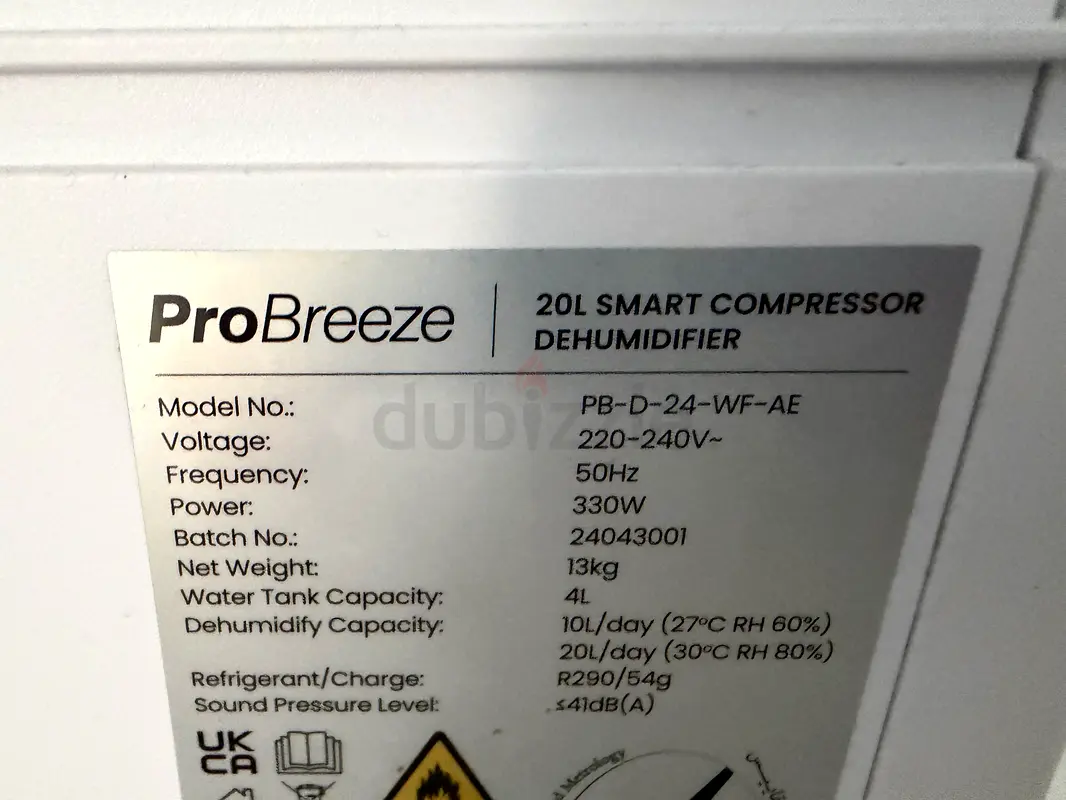 ProBreeze
20L SMART COMPRESSOR
DEHUMIDIFIER
dubizzle
Model No.: PB-D-24-WF-AE
Voltage: 220-240V~
Frequency: 50Hz
Power: 330W
Batch No.: 24043001
Net Weight: 13kg
Water Tank Capacity: 4L
Dehumidify Capacity: 10L/day (27°C RH 60%)
20L/day (30°C RH 80%)
Refrigerant/Charge: R290/54g
Sound Pressure Level: ≤41dB(A)
UK
CA
Metrology